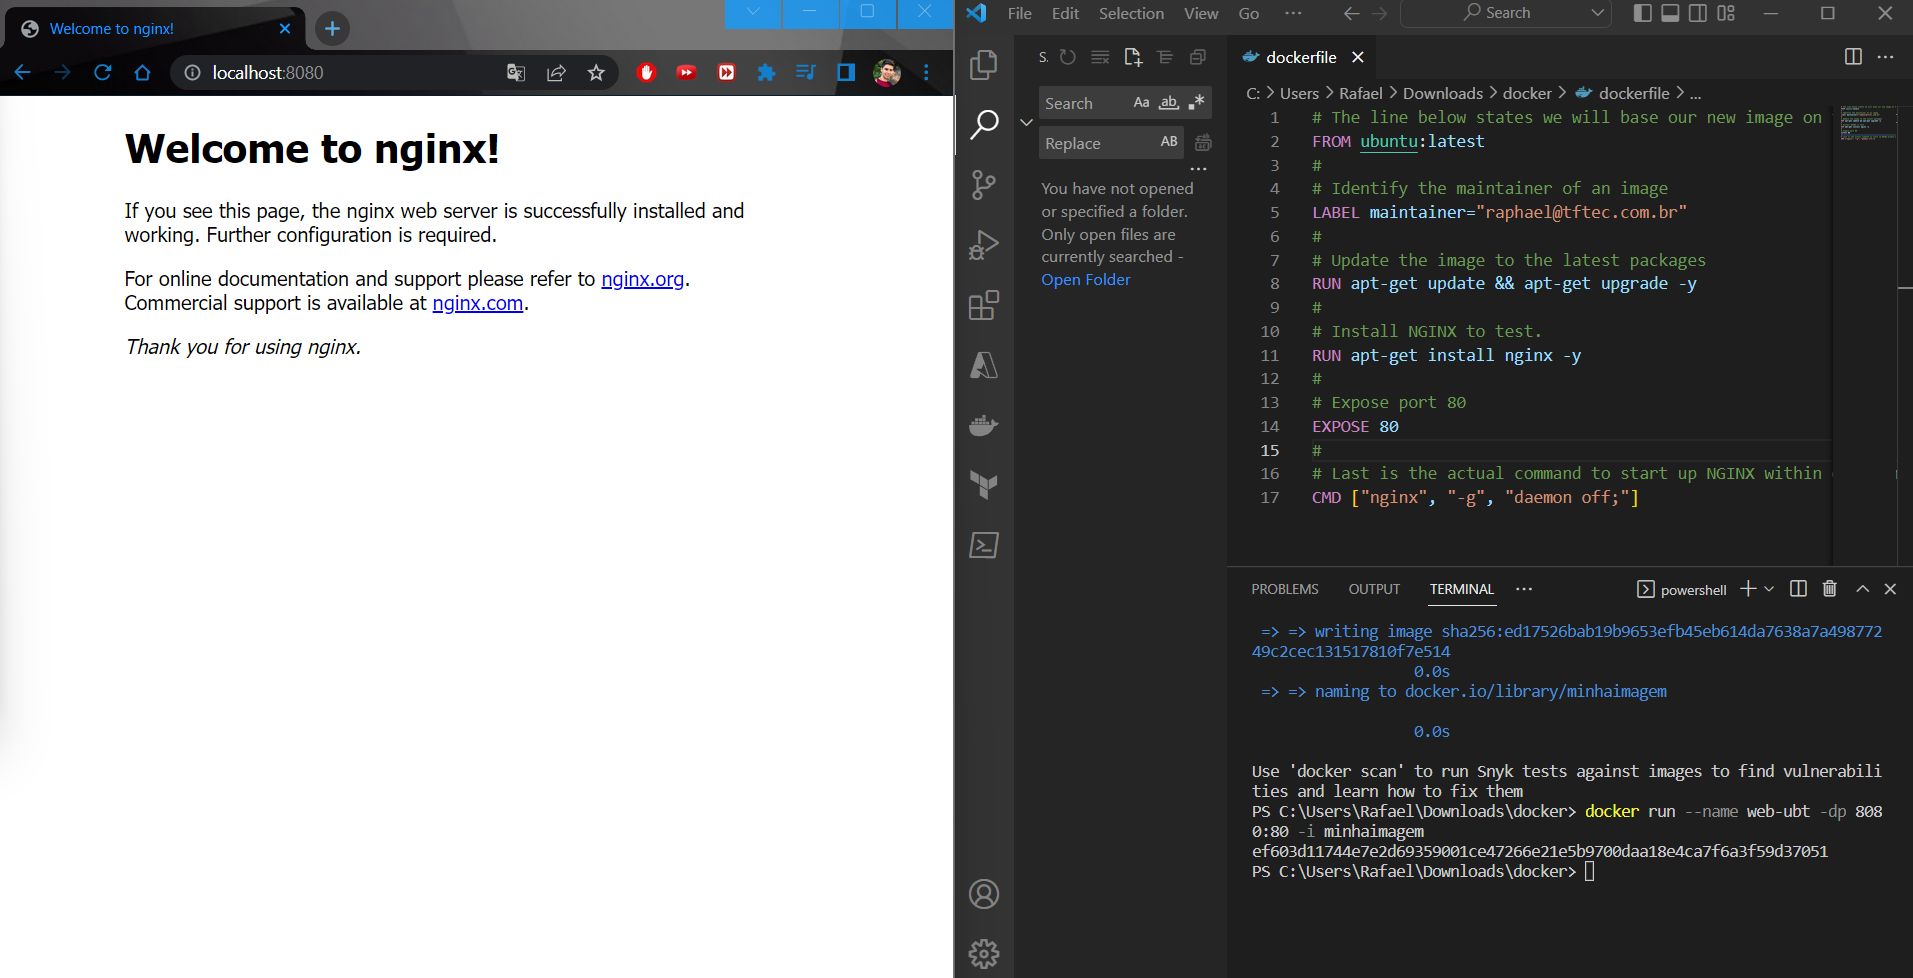 Welcome to nginx!
localhost:8080
Welcome to nginx!
If you see this page, the nginx web server is successfully installed and
working. Further configuration is required.
For online documentation and support please refer to nginx.org.
Commercial support is available at nginx.com.
Thank you for using nginx.
File Edit Selection View Go ··· Search
S.
Search Aa ab
Replace AB
You have not opened
or specified a folder.
Only open files are
currently searched -
Open Folder
dockerfile
C: > Users > Rafael > Downloads > docker > dockerfile > ...
1 # The line below states we will base our new image on
2 FROM ubuntu:latest
3 #
4 # Identify the maintainer of an image
5 LABEL maintainer="raphael@tftec.com.br"
6 #
7 # Update the image to the latest packages
8 RUN apt-get update && apt-get upgrade -y
9 #
10 # Install NGINX to test.
11 RUN apt-get install nginx -y
12 #
13 # Expose port 80
14 EXPOSE 80
15 #
16 # Last is the actual command to start up NGINX within
17 CMD ["nginx", "-g", "daemon off;"]
PROBLEMS OUTPUT TERMINAL ··· powershell
=> => writing image sha256:ed17526bab19b9653efb45eb614da7638a7a498772
49c2cec131517810f7e514
0.0s
=> => naming to docker.io/library/minhaimagem
0.0s
Use 'docker scan' to run Snyk tests against images to find vulnerabili
ties and learn how to fix them
PS C:\Users\Rafael\Downloads\docker> docker run --name web-ubt -dp 808
0:80 -i minhaimagem
ef603d11744e7e2d69359001ce47266e21e5b9700daa18e4ca7f6a3f59d37051
PS C:\Users\Rafael\Downloads\docker>